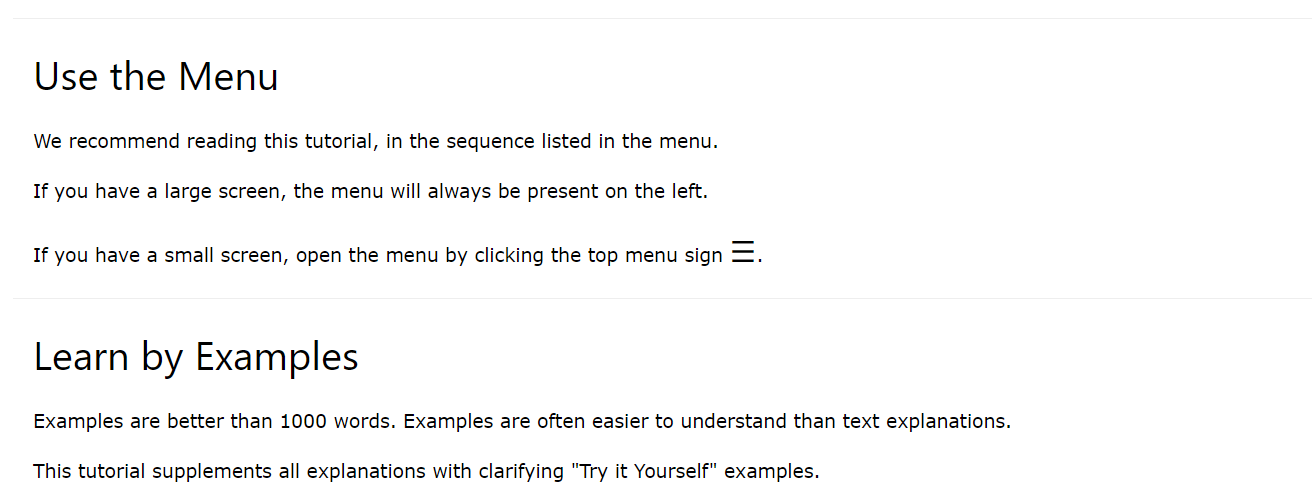 Use the Menu
We recommend reading this tutorial, in the sequence listed in the menu.
If you have a large screen, the menu will always be present on the left.
If you have a small screen, open the menu by clicking the top menu sign ☰.
Learn by Examples
Examples are better than 1000 words. Examples are often easier to understand than text explanations.
This tutorial supplements all explanations with clarifying "Try it Yourself" examples.